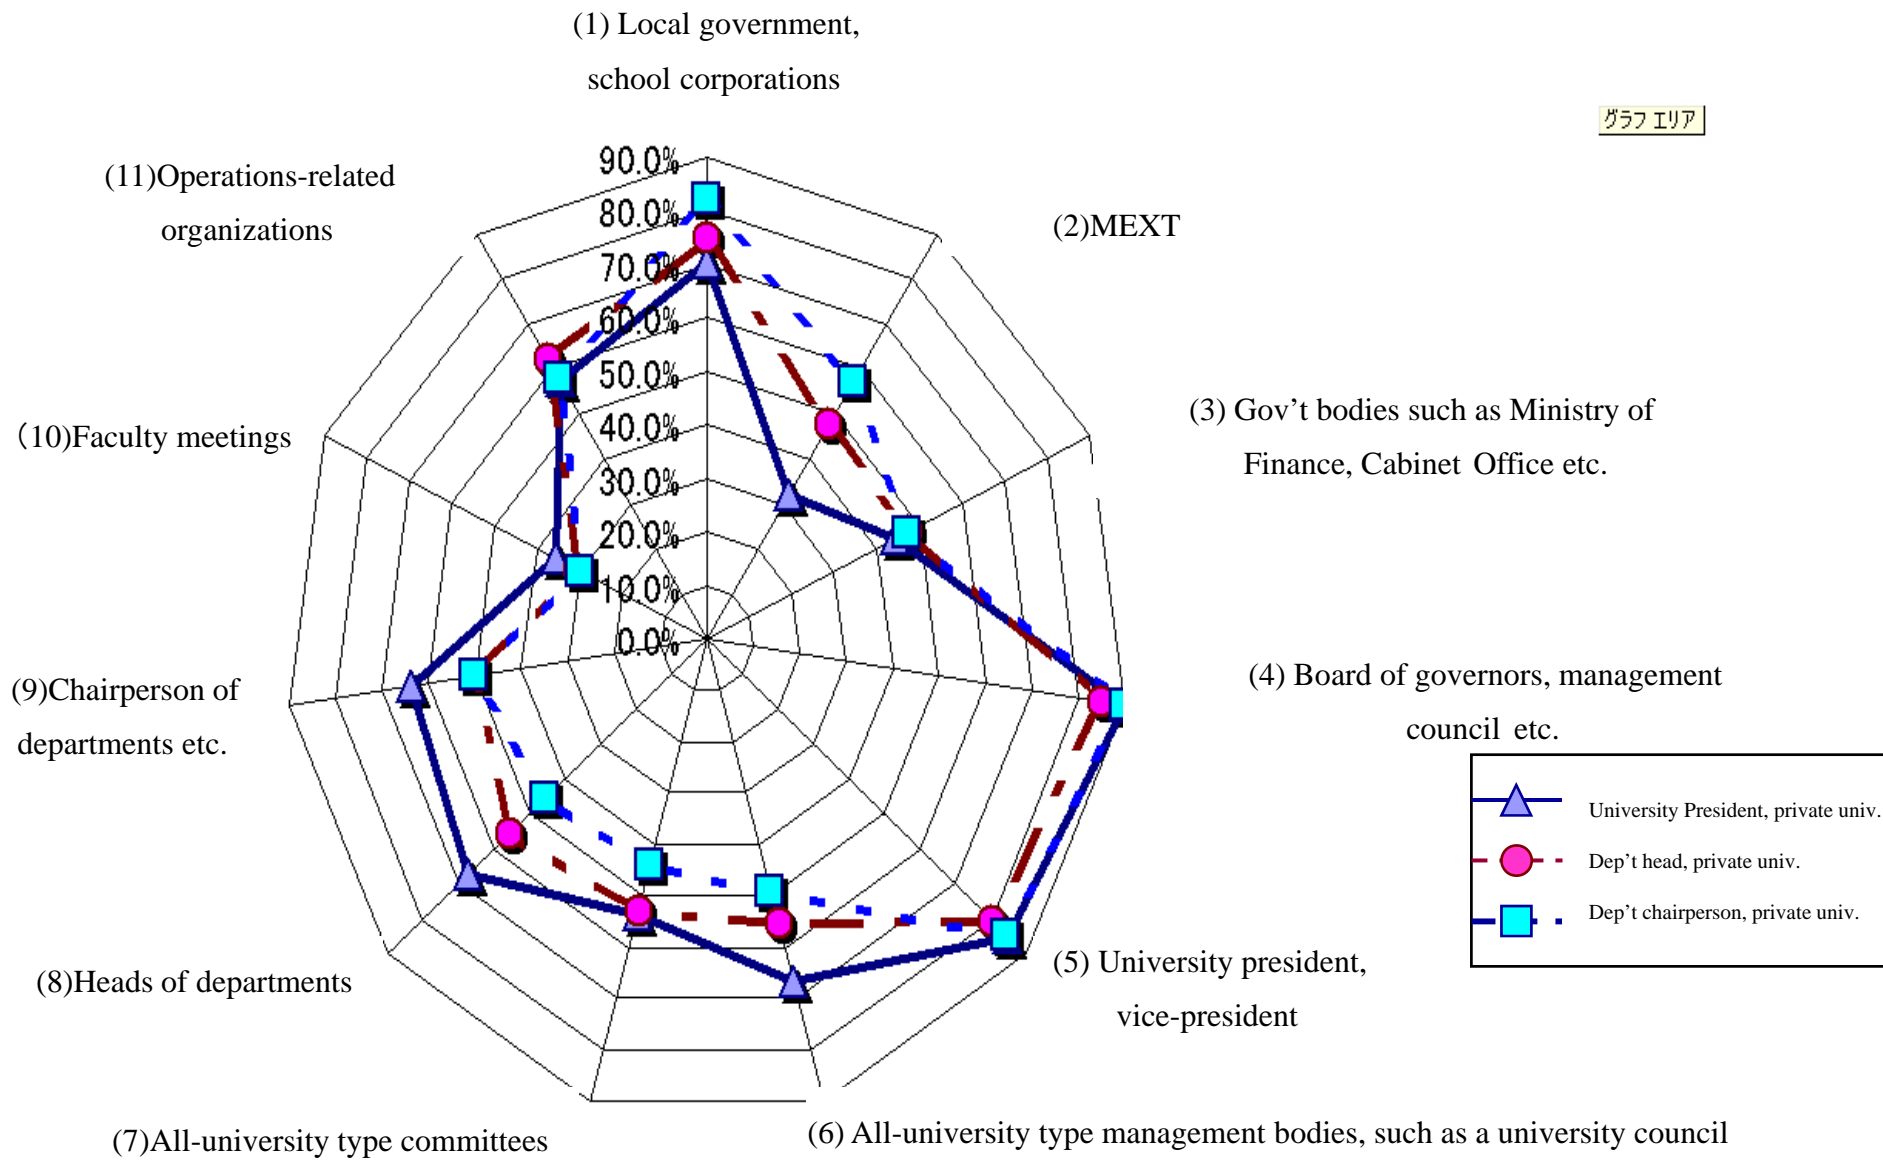 (1) Local government,
school corporations
グラフ エリア
(11)Operations-related
organizations
(2)MEXT
90.0%
80.0%
70.0%
60.0%
50.0%
40.0%
30.0%
20.0%
10.0%
0.0%
(3) Gov't bodies such as Ministry of
Finance, Cabinet Office etc.
(10)Faculty meetings
(4) Board of governors, management
council etc.
(9)Chairperson of
departments etc.
University President, private univ.
Dep't head, private univ.
Dep't chairperson, private univ.
(5) University president,
vice-president
(8)Heads of departments
(6) All-university type management bodies, such as a university council
(7)All-university type committees